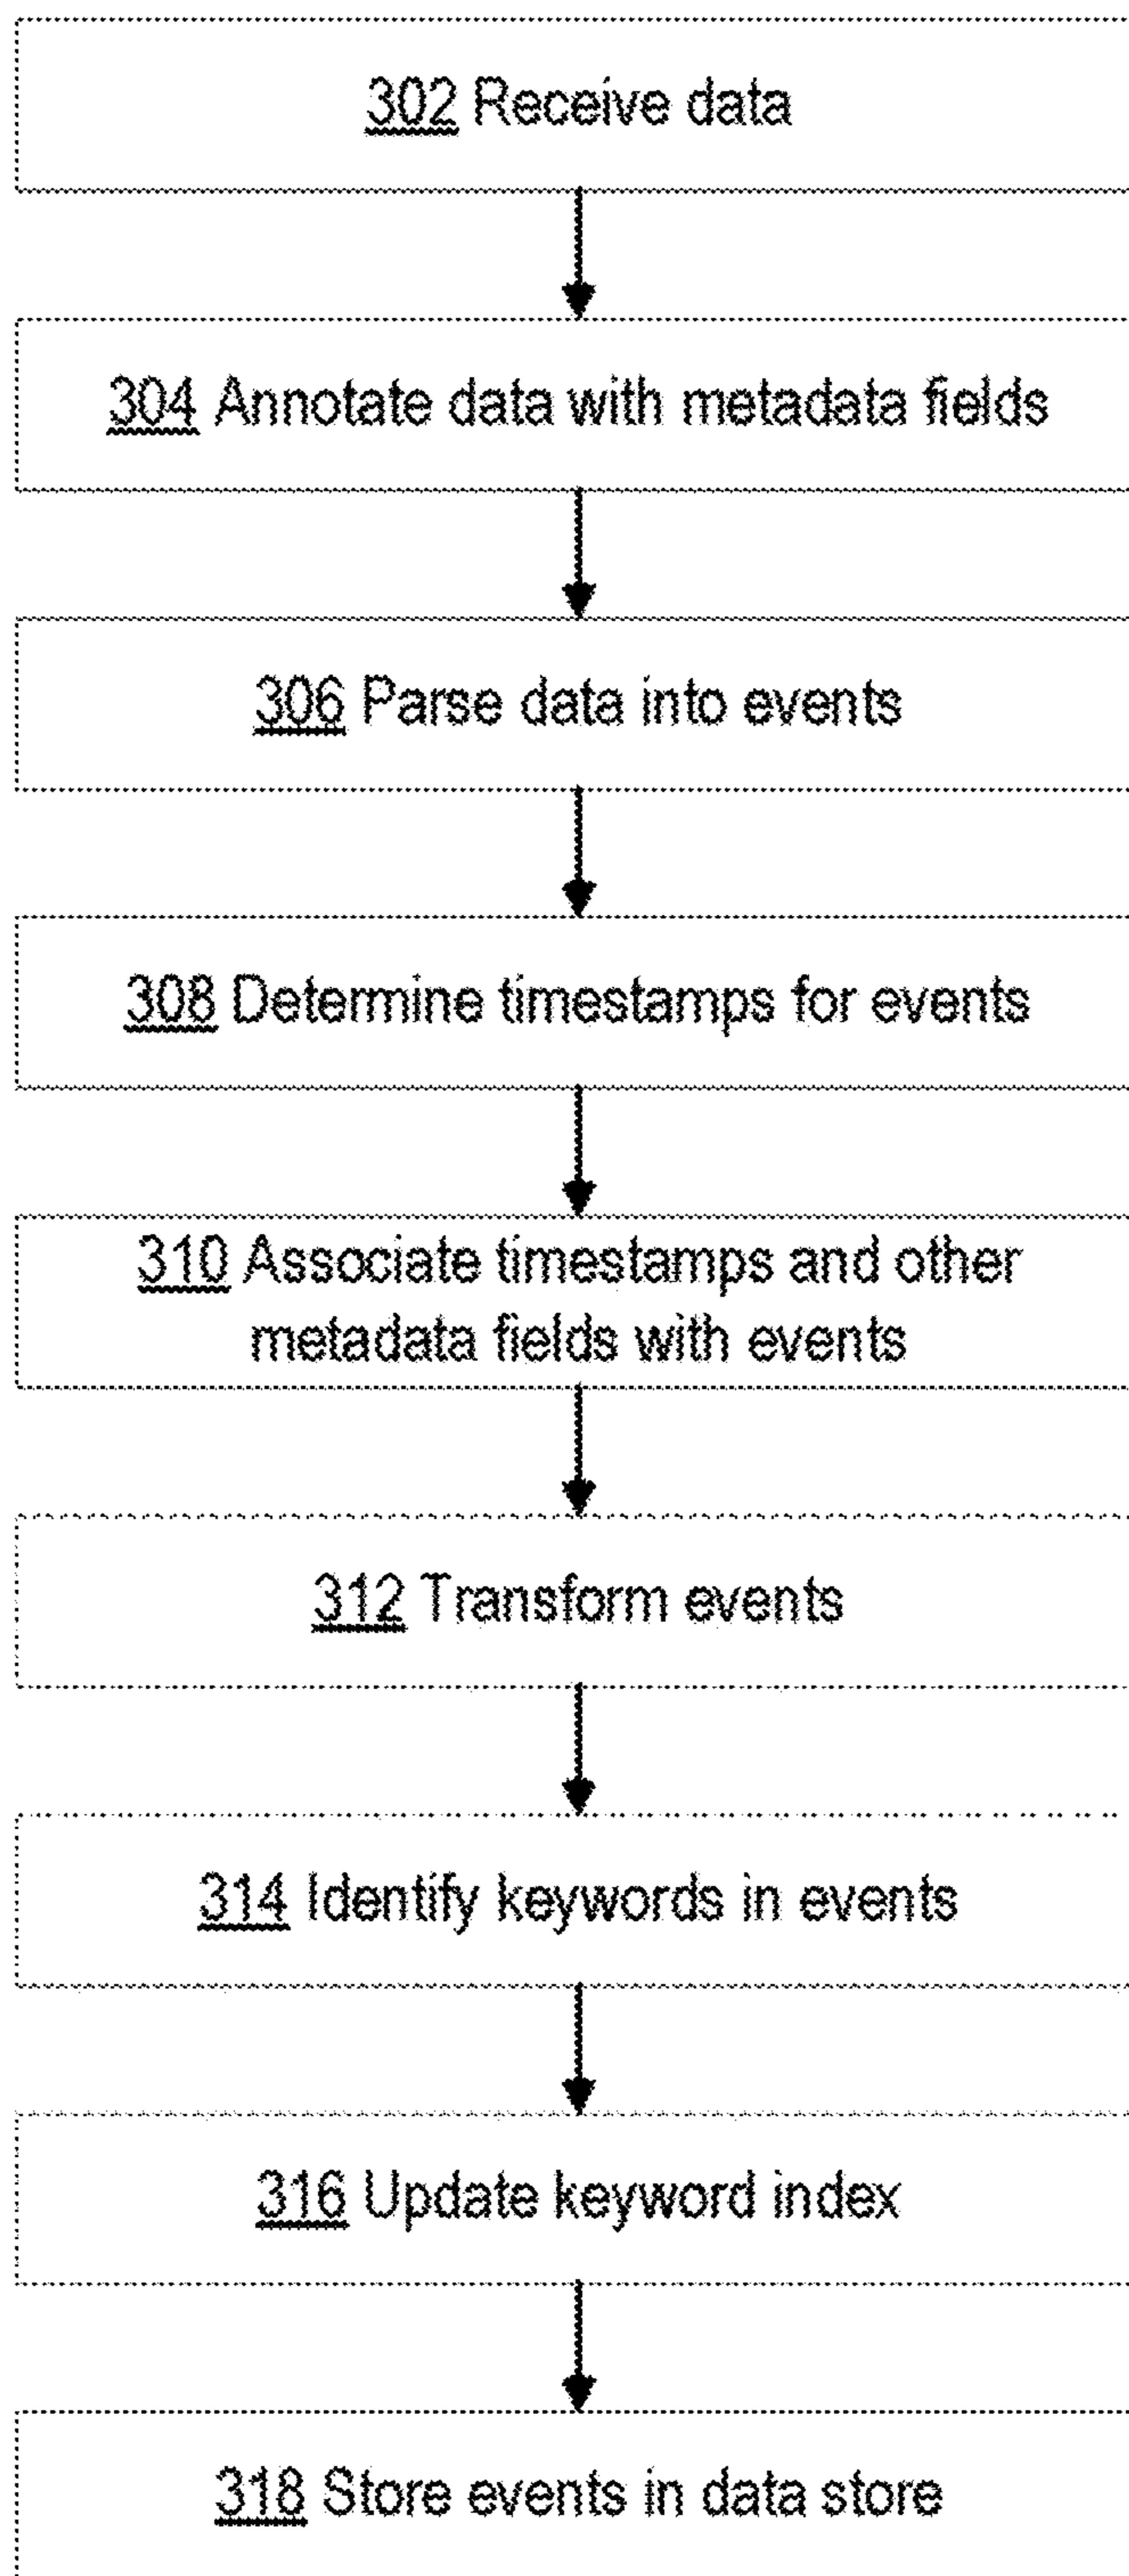 302 Receive data
304 Annotate data with metadata fields
306 Parse data into events
308 Determine timestamps for events
310 Associate timestamps and other
metadata fields with events
312 Transform events
314 Identify keywords in events
316 Update keyword index
318 Store events in data store